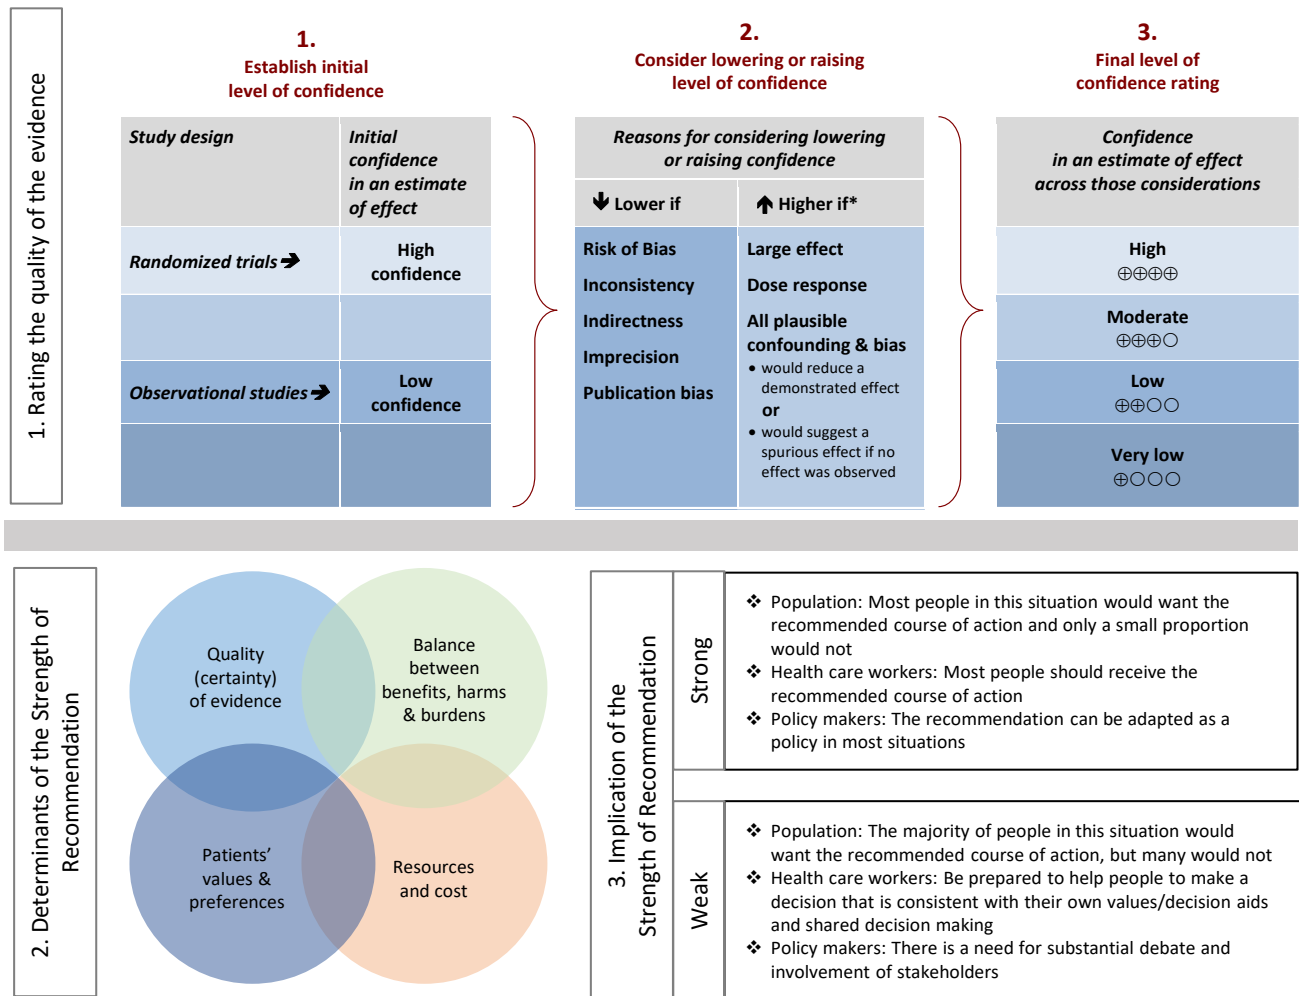 1. Rating the quality of the evidence
1.
Establish initial
level of confidence
2.
Consider lowering or raising
level of confidence
3.
Final level of
confidence rating
Study design
Initial
confidence
in an estimate
of effect
Randomized trials ➔
High
confidence
Observational studies ➔
Low
confidence
Reasons for considering lowering
or raising confidence
🡻 Lower if
🡹 Higher if*
Risk of Bias
Inconsistency
Indirectness
Imprecision
Publication bias
Large effect
Dose response
All plausible
confounding & bias
• would reduce a
demonstrated effect
or
• would suggest a
spurious effect if no
effect was observed
Confidence
in an estimate of effect
across those considerations
High
⊕⊕⊕⊕
Moderate
⊕⊕⊕○
Low
⊕⊕○○
Very low
⊕○○○
2. Determinants of the Strength of
Recommendation
Quality
(certainty)
of evidence
Balance
between
benefits, harms
& burdens
Patients’
values &
preferences
Resources
and cost
3. Implication of the
Strength of Recommendation
Strong
❖ Population: Most people in this situation would want the
recommended course of action and only a small proportion
would not
❖ Health care workers: Most people should receive the
recommended course of action
❖ Policy makers: The recommendation can be adapted as a
policy in most situations
Weak
❖ Population: The majority of people in this situation would
want the recommended course of action, but many would not
❖ Health care workers: Be prepared to help people to make a
decision that is consistent with their own values/decision aids
and shared decision making
❖ Policy makers: There is a need for substantial debate and
involvement of stakeholders